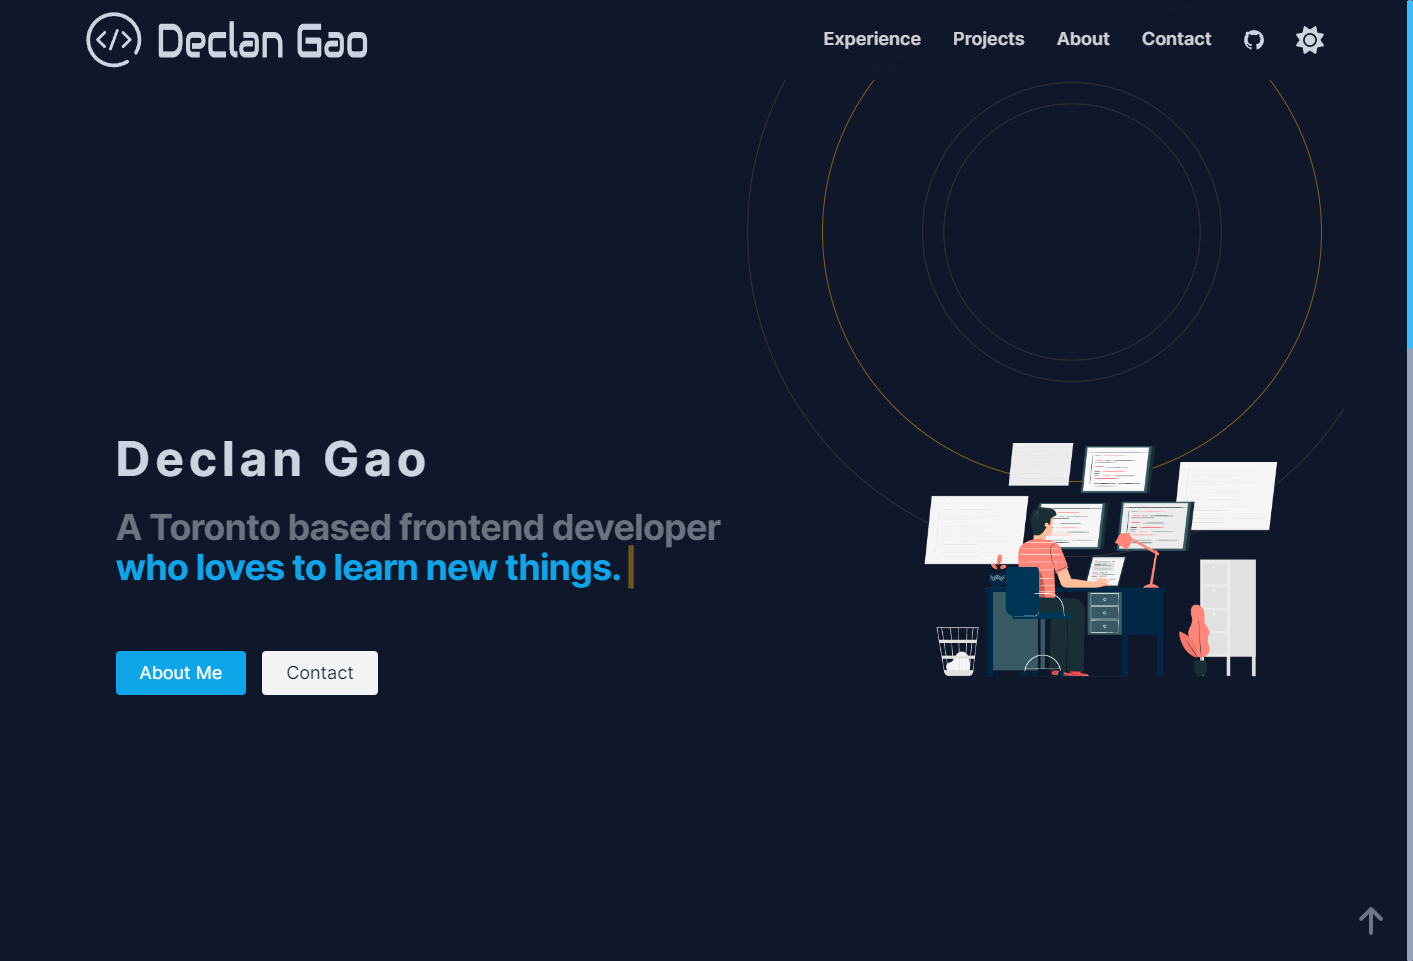 Declan Gao
Experience Projects About Contact
Declan Gao
A Toronto based frontend developer
who loves to learn new things.
About Me Contact